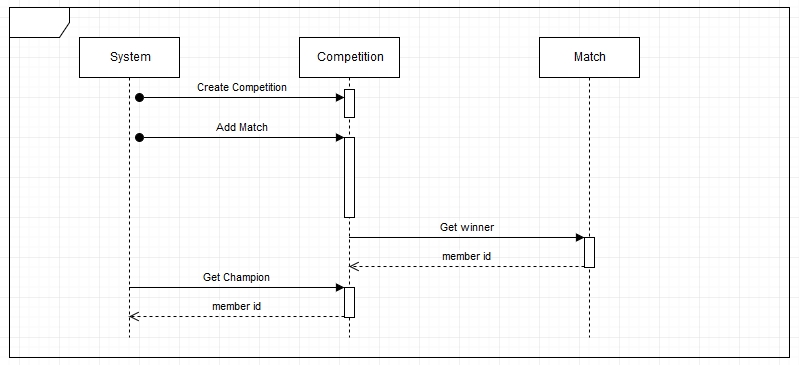 System
Competition
Match
Create Competition
Add Match
Get winner
member id
Get Champion
member id